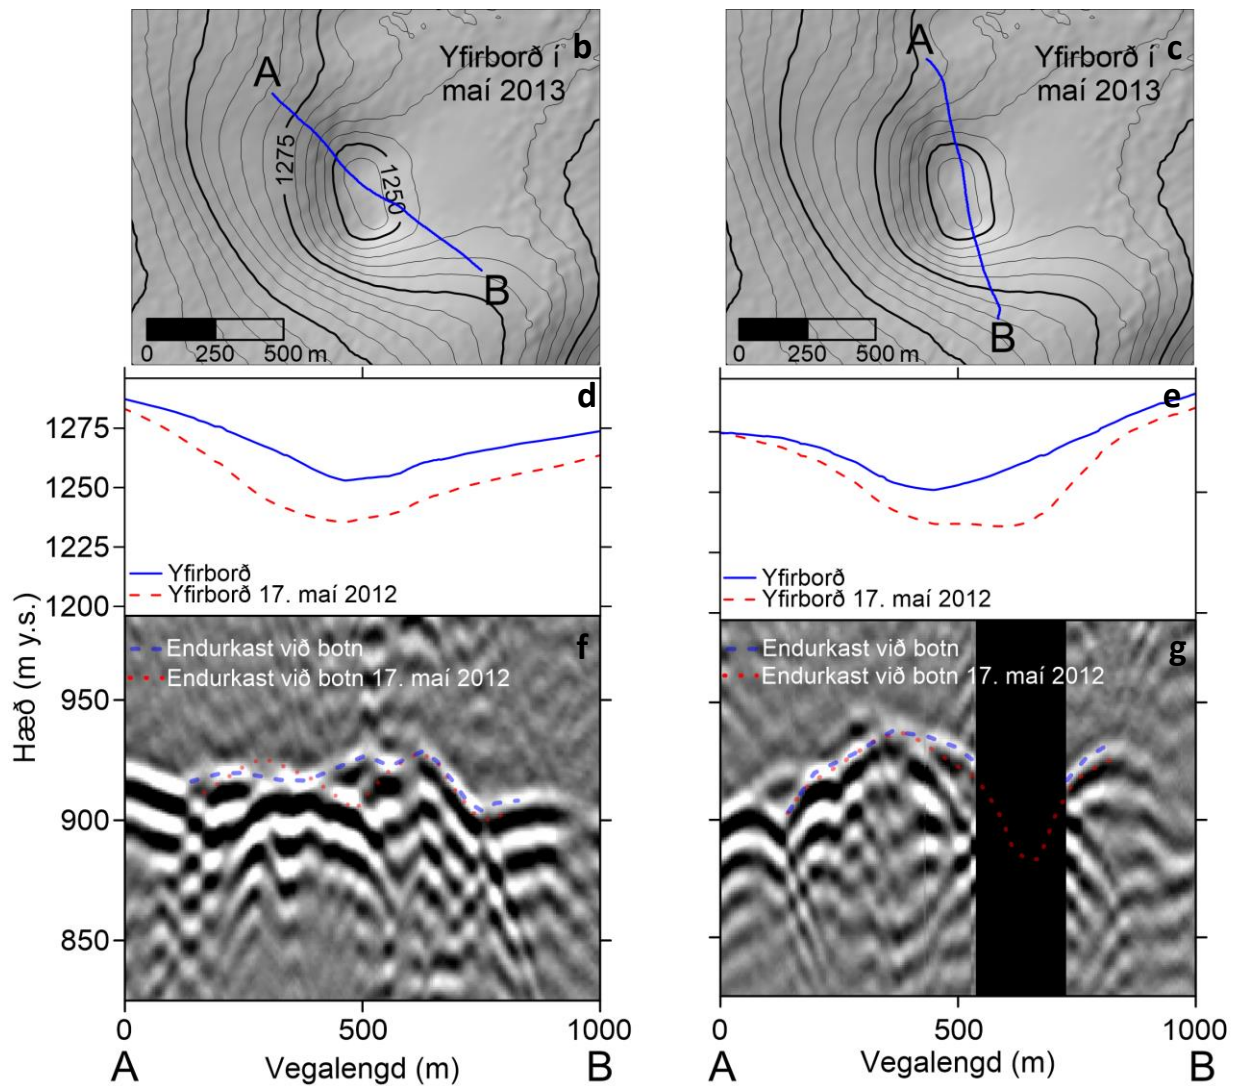 b
A
Yfirborð í
maí 2013
1275
1250
B
0 250 500 m
c
A
Yfirborð í
maí 2013
B
0 250 500 m
d
1275
1250
1225
1200
Yfirborð
Yfirborð 17. maí 2012
e
Yfirborð
Yfirborð 17. maí 2012
Hæð (m y.s.)
f
Endurkast við botn
Endurkast við botn 17. maí 2012
950
900
850
0 500 1000
A Vegalengd (m) B
g
Endurkast við botn
Endurkast við botn 17. maí 2012
0 500 1000
A Vegalengd (m) B